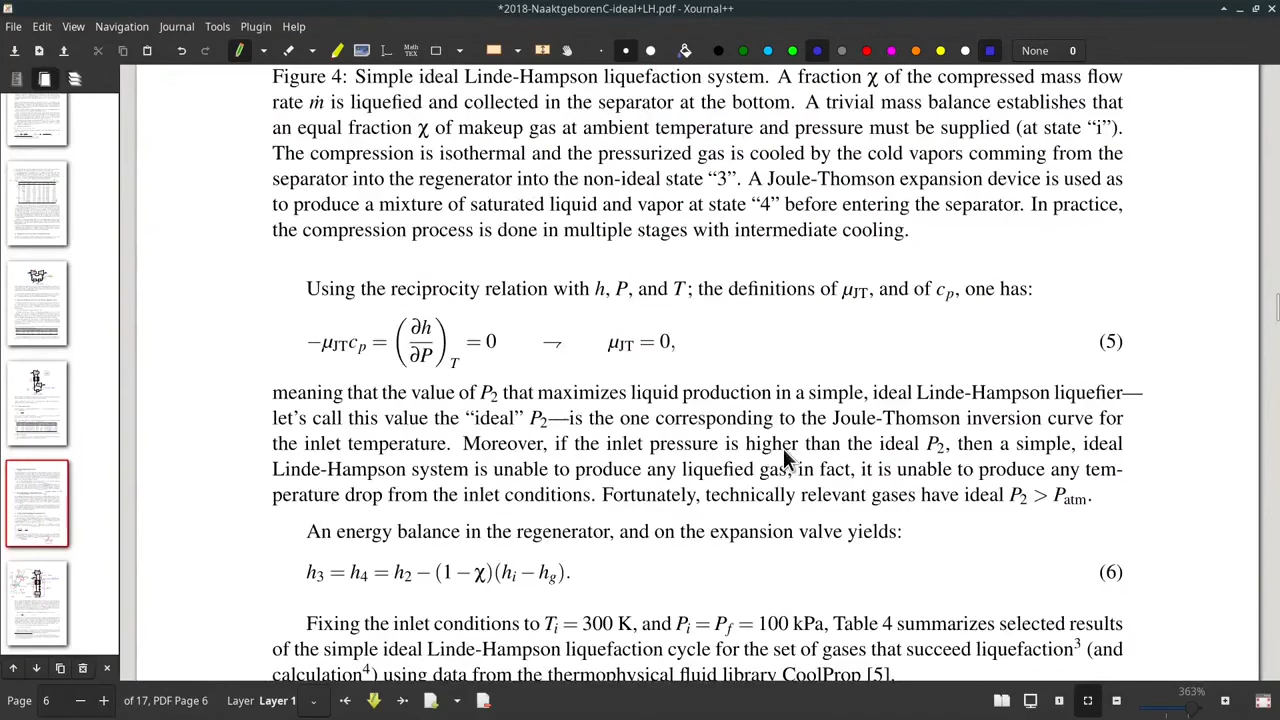 *2018-NaaktgeborenC-ideal+LH.pdf - Xournal++
File Edit View Navigation Journal Tools Plugin Help
Math TEX
None 0
Figure 4: Simple ideal Linde-Hampson liquefaction system. A fraction χ of the compressed mass flow
rate ṁ is liquefied and collected in the separator at the bottom. A trivial mass balance establishes that
an equal fraction χ of makeup gas at ambient temperature and pressure must be supplied (at state “i”).
The compression is isothermal and the pressurized gas is cooled by the cold vapors comming from the
separator into the regenerator into the non-ideal state “3”. A Joule-Thomson expansion device is used as
to produce a mixture of saturated liquid and vapor at state “4” before entering the separator. In practice,
the compression process is done in multiple stages with intermediate cooling.
Using the reciprocity relation with h, P, and T; the definitions of μJT, and of cp, one has:
−μJT cp = (∂h/∂P)T = 0 → μJT = 0, (5)
meaning that the value of P2 that maximizes liquid production in a simple, ideal Linde-Hampson liquefier—
let’s call this value the “ideal” P2—is the one corresponding to the Joule-Thomson inversion curve for
the inlet temperature. Moreover, if the inlet pressure is higher than the ideal P2, then a simple, ideal
Linde-Hampson system is unable to produce any liquefied gas; in fact, it is unable to produce any tem-
perature drop from the inlet conditions. Fortunately, technically relevant gases have ideal P2 > Patm.
An energy balance in the regenerator, and on the expansion valve yields:
h3 = h4 = h2 − (1 − χ)(hi − hg). (6)
Fixing the inlet conditions to Ti = 300 K, and Pi = Pf = 100 kPa, Table 4 summarizes selected results
of the simple ideal Linde-Hampson liquefaction cycle for the set of gases that succeed liquefaction3 (and
calculation4) using data from the thermophysical fluid library CoolProp [5].
Page 6 of 17, PDF Page 6 Layer Layer 1 363%